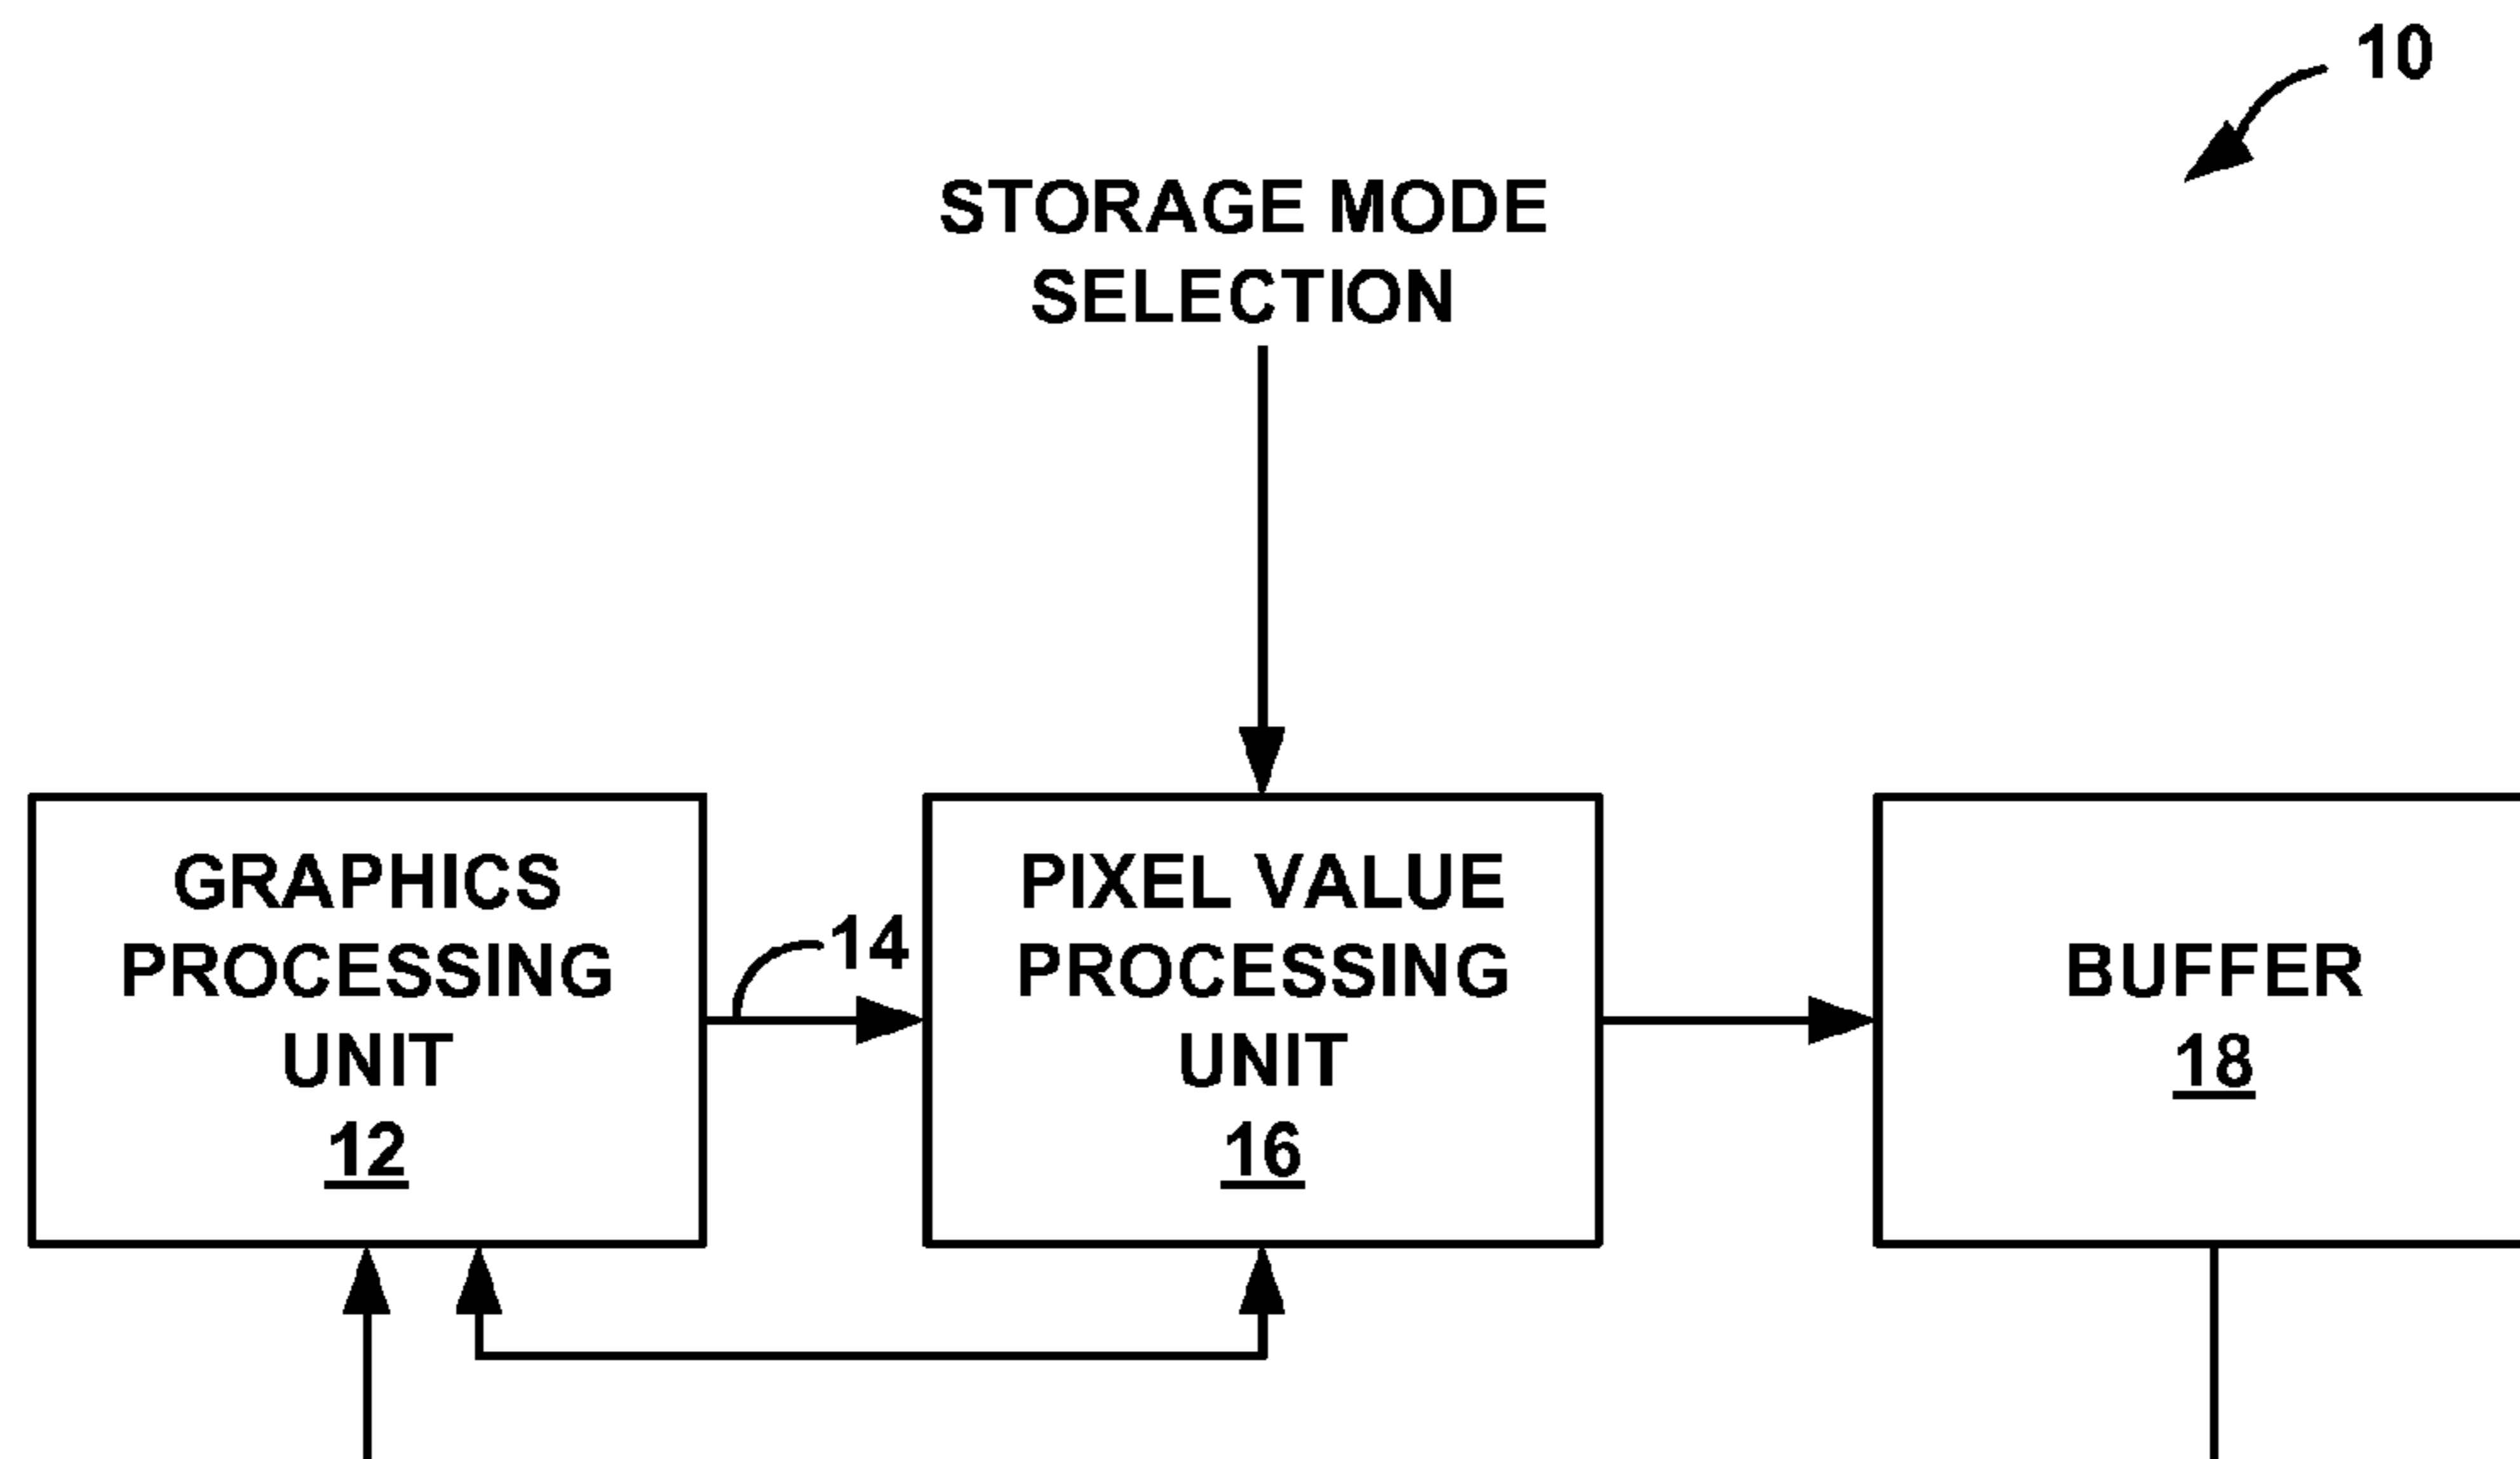 10
STORAGE MODE
SELECTION
GRAPHICS
PROCESSING
UNIT
12
14
PIXEL VALUE
PROCESSING
UNIT
16
BUFFER
18